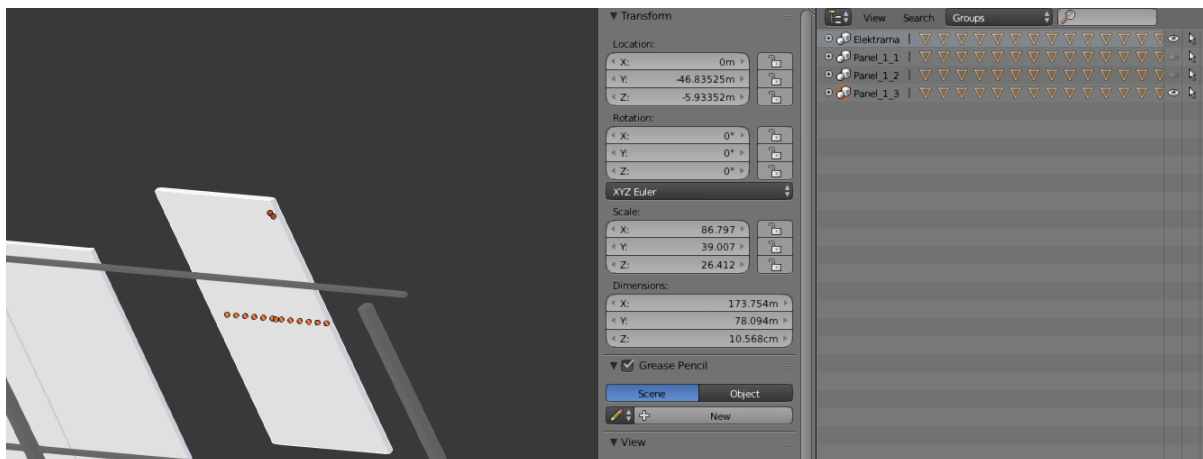 Transform
Location:
X: 0m
Y: -46.83525m
Z: -5.93352m
Rotation:
X: 0°
Y: 0°
Z: 0°
XYZ Euler
Scale:
X: 86.797
Y: 39.007
Z: 26.412
Dimensions:
X: 173.754m
Y: 78.094m
Z: 10.568cm
Grease Pencil
Scene Object
New
View
View Search Groups
Elektrarna
Panel_1_1
Panel_1_2
Panel_1_3